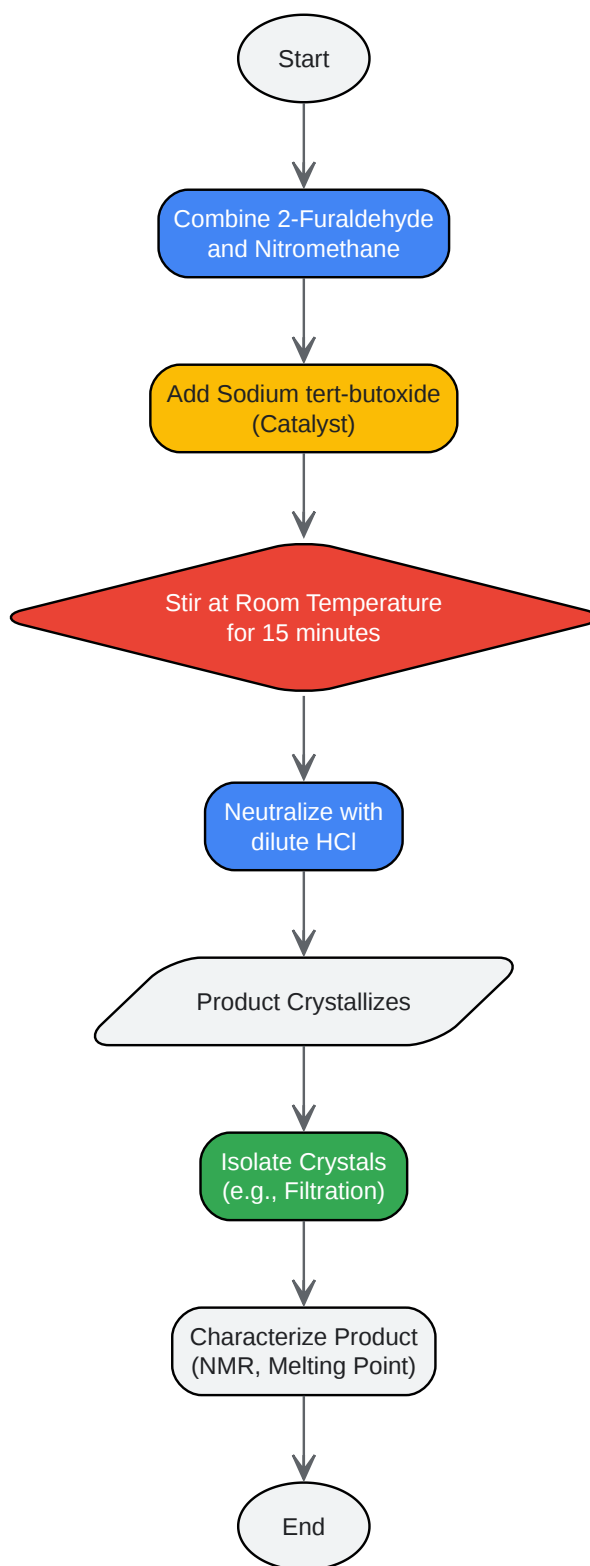 Start
Combine 2-Furaldehyde
and Nitromethane
Add Sodium tert-butoxide
(Catalyst)
Stir at Room Temperature
for 15 minutes
Neutralize with
dilute HCl
Product Crystallizes
Isolate Crystals
(e.g., Filtration)
Characterize Product
(NMR, Melting Point)
End